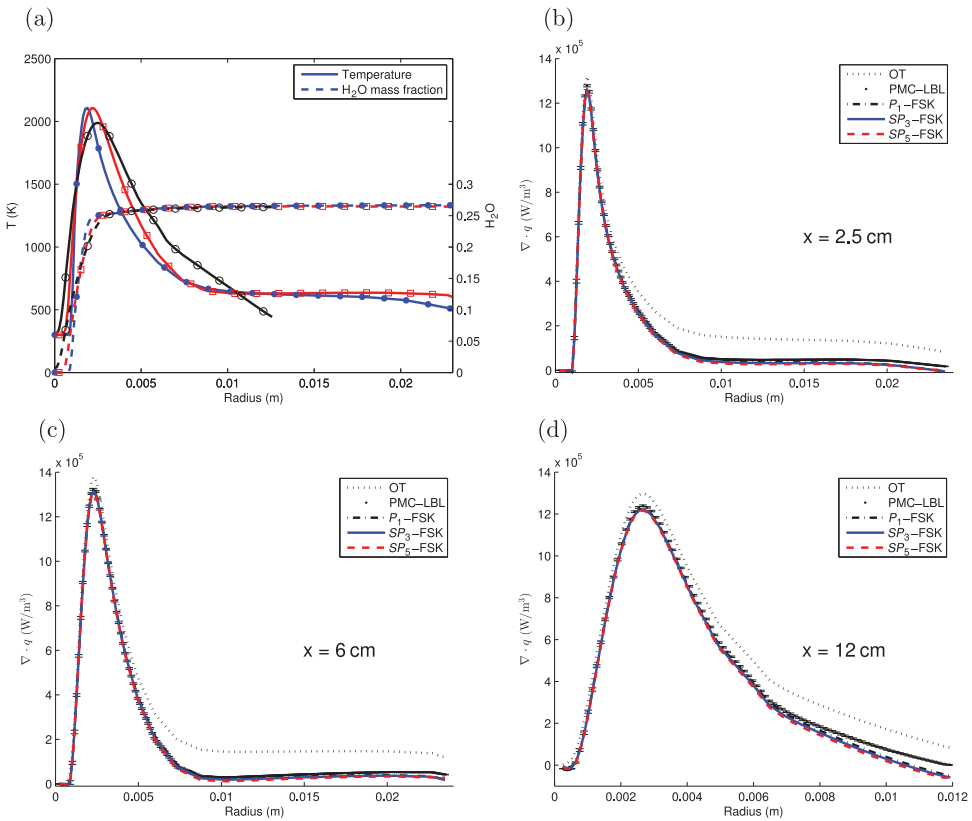 (a)
2500
2000
1500
1000
500
0
T (K)
0.3
0.25
0.2
0.15
0.1
0.05
0
H2O
0
0.005
0.01
0.015
0.02
Radius (m)
Temperature
H2O mass fraction
(b)
x 10^5
14
12
10
8
6
4
2
0
∇ · q (W/m³)
0
0.005
0.01
0.015
0.02
Radius (m)
OT
PMC–LBL
P1–FSK
SP3–FSK
SP5–FSK
x = 2.5 cm
(c)
x 10^5
14
12
10
8
6
4
2
0
∇ · q (W/m³)
0
0.005
0.01
0.015
0.02
Radius (m)
OT
PMC–LBL
P1–FSK
SP3–FSK
SP5–FSK
x = 6 cm
(d)
x 10^5
14
12
10
8
6
4
2
0
∇ · q (W/m³)
0
0.002
0.004
0.006
0.008
0.01
0.012
Radius (m)
OT
PMC–LBL
P1–FSK
SP3–FSK
SP5–FSK
x = 12 cm